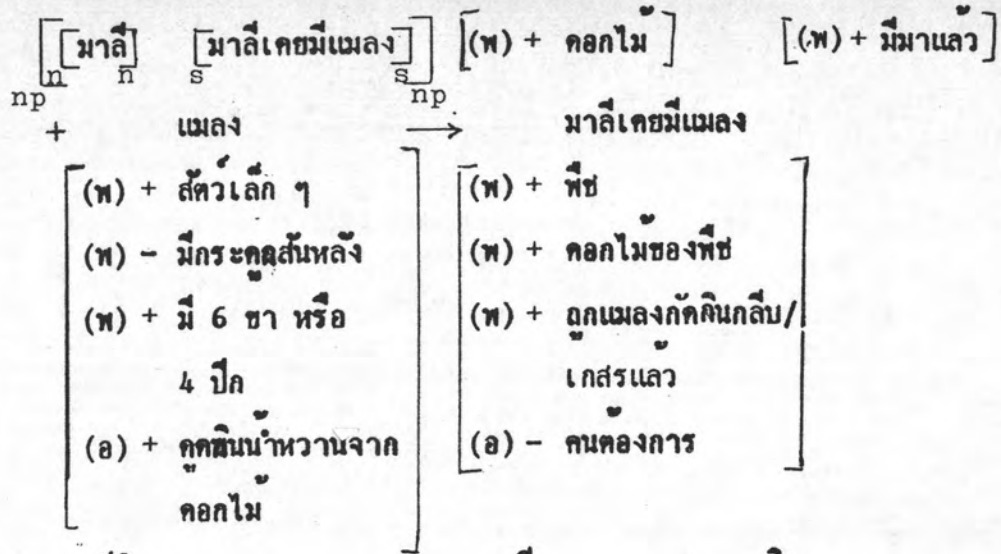 [[มาลี] [มาลีเคยมีแมลง]] [(พ) + ดอกไม้] [(พ) + มีมาแล้ว]
n n s s
np np
+ แมลง → มาลีเคยมีแมลง
(พ) + สัตว์เล็ก ๆ (พ) + พืช
(พ) - มีกระดูกสันหลัง (พ) + ดอกไม้ของพืช
(พ) + มี 6 ขา หรือ (พ) + ถูกแมลงกัดกินกลีบ/
4 ปีก เกสรแล้ว
(อ) + ดูดกินน้ำหวานจาก (อ) - คนต้องการ
ดอกไม้